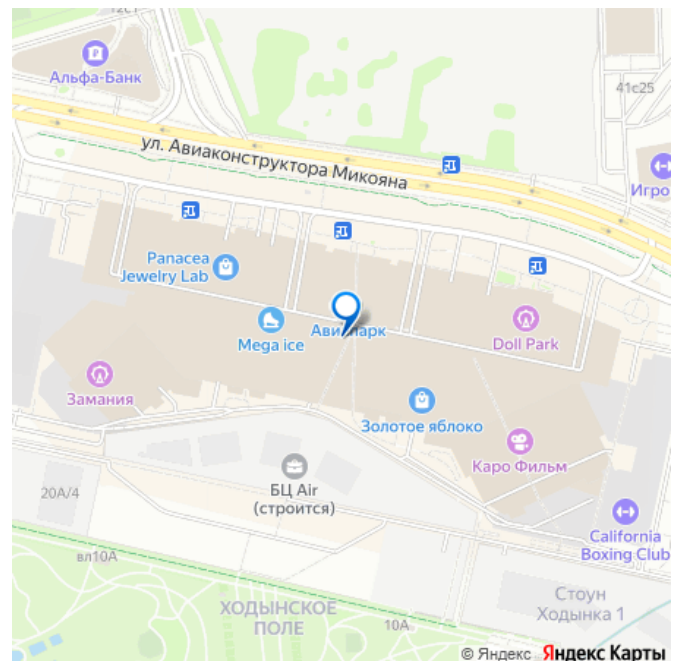 12с1
Альфа-Банк
41с25
ул. Авиаконструктора Микояна
Игро
Panacea
Jewelry Lab
Mega ice
Авиапарк
Doll Park
Замания
Золотое яблоко
Каро Фильм
БЦ Air
(строится)
20А/4
California
Boxing Club
вл10А
Стоун
Ходынка 1
ХОДЫНСКОЕ
ПОЛЕ
10А
© Яндекс Яндекс Карты